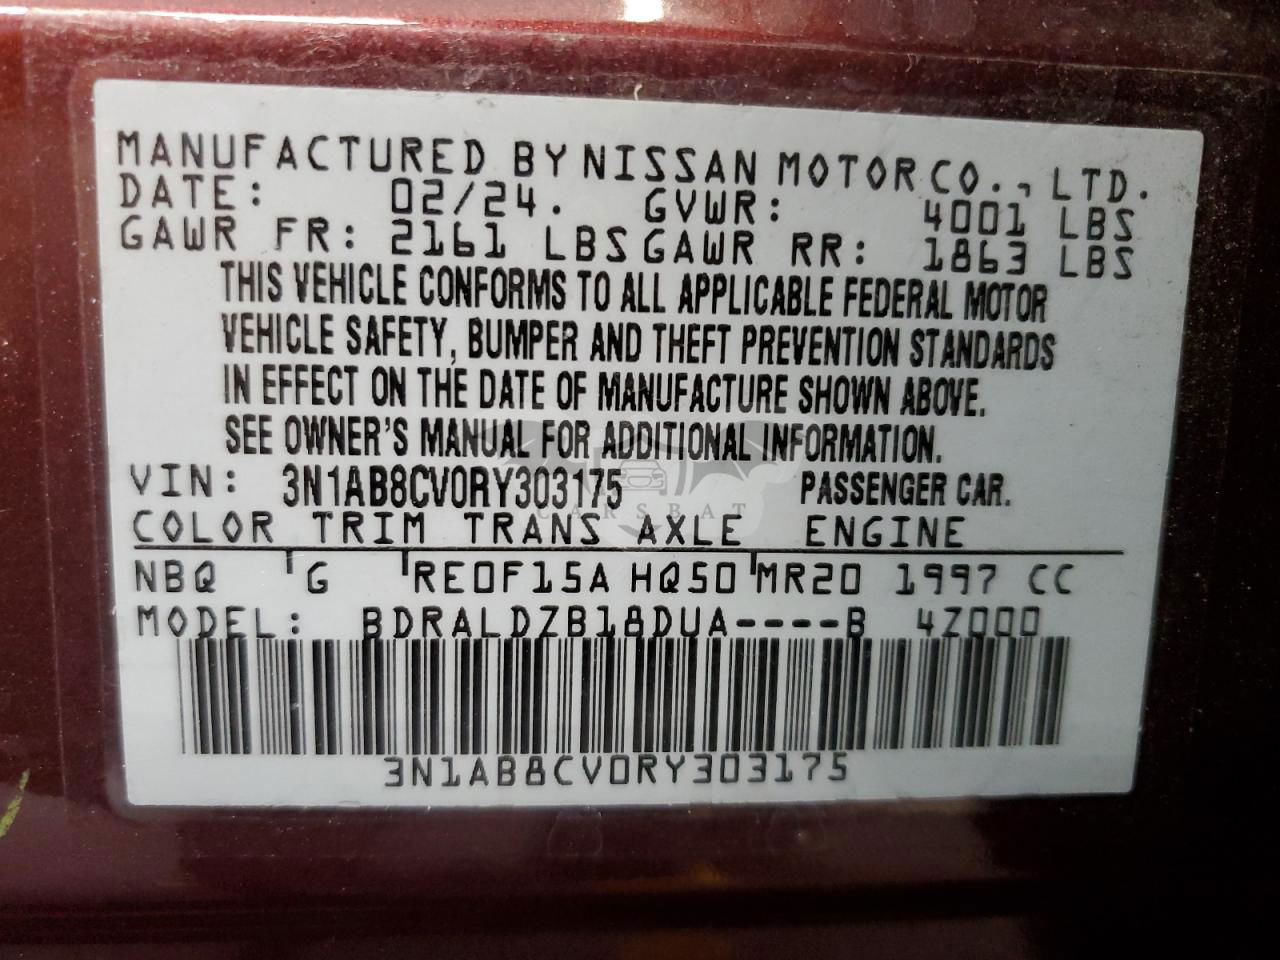 MANUFACTURED BY NISSAN MOTOR CO., LTD.
DATE: 02/24. GVWR: 4001 LBS
GAWR FR: 2161 LBS GAWR RR: 1863 LBS
THIS VEHICLE CONFORMS TO ALL APPLICABLE FEDERAL MOTOR
VEHICLE SAFETY, BUMPER AND THEFT PREVENTION STANDARDS
IN EFFECT ON THE DATE OF MANUFACTURE SHOWN ABOVE.
SEE OWNER'S MANUAL FOR ADDITIONAL INFORMATION.
VIN: 3N1AB8CV0RY303175 PASSENGER CAR.
CARSBAT
COLOR TRIM TRANS AXLE ENGINE
NBQ G RE0F15A HQ50 MR20 1997 CC
MODEL: BDRALDZB18DUA----B 4Z000
3N1AB8CV0RY303175